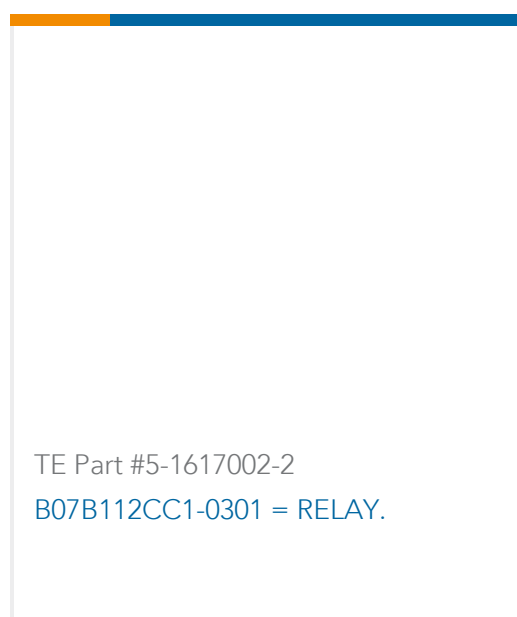 TE Part #5-1617002-2
B07B112CC1-0301 = RELAY.